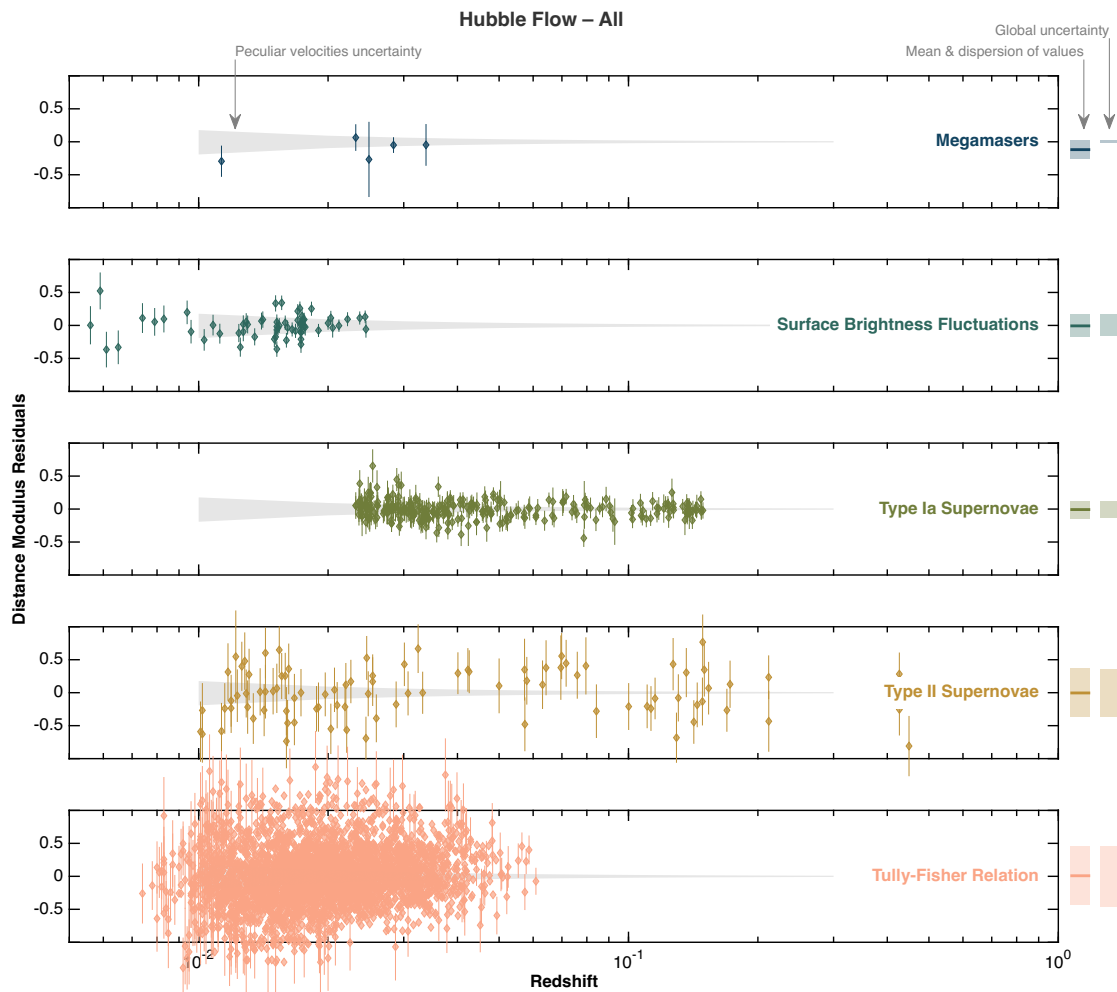 Hubble Flow – All
Global uncertainty
Peculiar velocities uncertainty
Mean & dispersion of values
0.5
0
-0.5
Megamasers
0.5
0
-0.5
Surface Brightness Fluctuations
Distance Modulus Residuals
0.5
0
-0.5
Type Ia Supernovae
0.5
0
-0.5
Type II Supernovae
0.5
0
-0.5
Tully-Fisher Relation
10⁻² 10⁻¹ 10⁰
Redshift